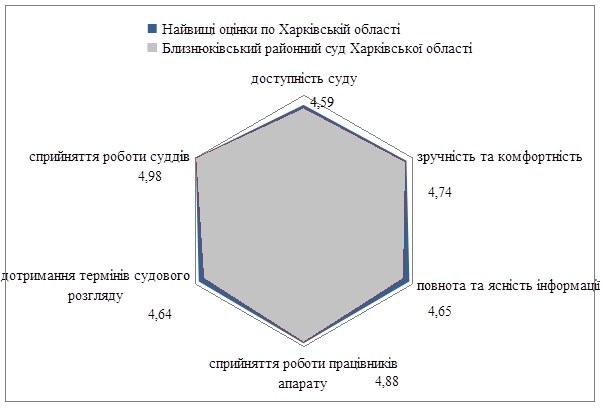 Найвищі оцінки по Харківській області
Близнюківський районний суд Харківської області
доступність суду
4,59
сприйняття роботи суддів
4,98
зручність та комфортність
4,74
дотримання термінів судового
розгляду
4,64
повнота та ясність інформації
4,65
сприйняття роботи працівників
апарату
4,88